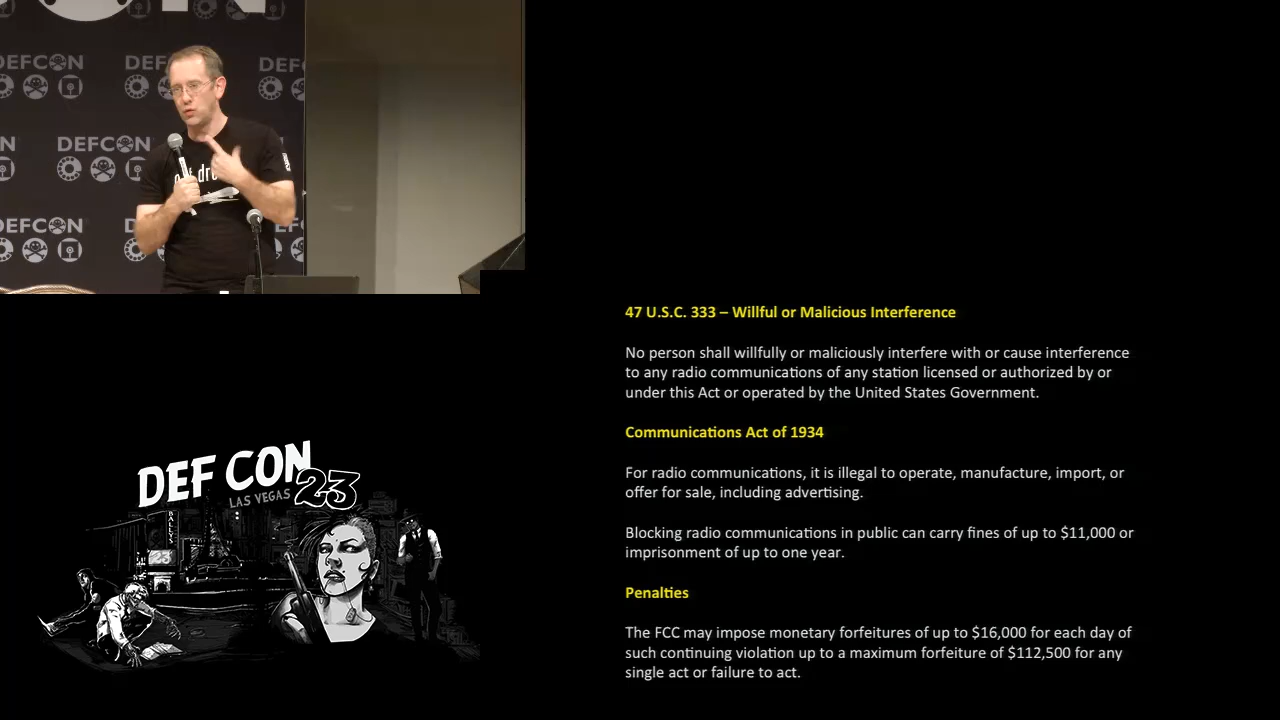 DEFCON
DEF
DEFCON
DEFCON
47 U.S.C. 333 – Willful or Malicious Interference
No person shall willfully or maliciously interfere with or cause interference
to any radio communications of any station licensed or authorized by or
under this Act or operated by the United States Government.
Communications Act of 1934
For radio communications, it is illegal to operate, manufacture, import, or
offer for sale, including advertising.
Blocking radio communications in public can carry fines of up to $11,000 or
imprisonment of up to one year.
Penalties
The FCC may impose monetary forfeitures of up to $16,000 for each day of
such continuing violation up to a maximum forfeiture of $112,500 for any
single act or failure to act.
DEF CON 23
LAS VEGAS
BALLYS